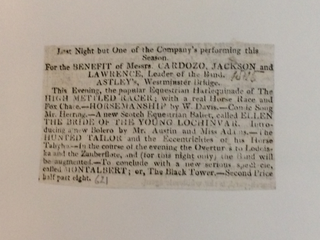 Last Night but One of the Company's performing this
Season.
For the BENEFIT of Messrs. CARDOZO, JACKSON and
LAWRENCE, Leader of the Band.
ASTLEY's, Westminster Bridge.
This Evening, the popular Equestrian Harlequinade of The
HIGH METTLED RACER; with a real Horse Race and
Fox Chace.—HORSEMANSHIP by W. Davis.—Comic Song
Mr. Herring.—A new Scotch Equestrian Ballet, called ELLEN
THE BRIDE OF THE YOUNG LOCHINVAR. Intro-
ducing a new Bolero by Mr. Austin and Miss Adams.—The
HUNTED TAILOR and the Eccentricities of his Horse
In the course of the evening the Overture to Lodois-
ka and the Zauberflote, and (for this night only) the Band will
be augmented.—To conclude with a new serious spectacle,
called MONTALBERT; or, The Black Tower.—Second Price
half past eight.